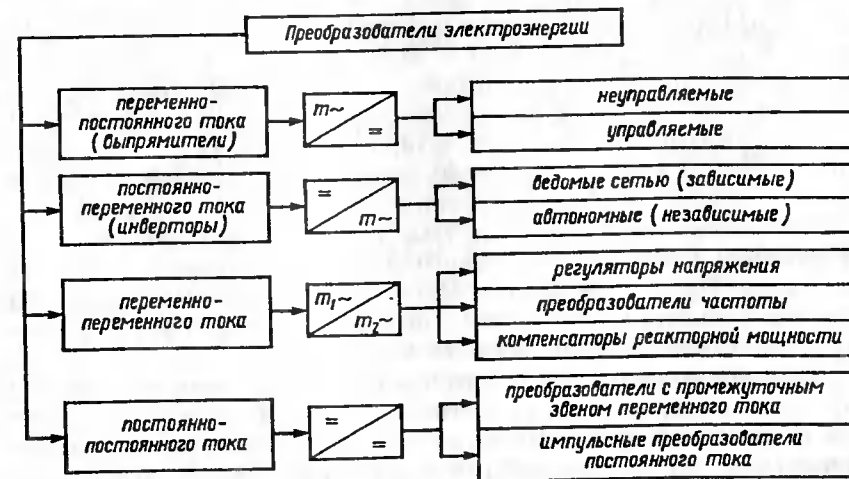 Преобразователи электроэнергии
переменно-
постоянного тока
(выпрямители)
m~
=
неуправляемые
управляемые
постоянно-
переменного тока
(инверторы)
=
m~
ведомые сетью (зависимые)
автономные (независимые)
переменно-
переменного тока
m₁~
m₂~
регуляторы напряжения
преобразователи частоты
компенсаторы реакторной мощности
постоянно-
постоянного тока
=
=
преобразователи с промежуточным
звеном переменного тока
импульсные преобразователи
постоянного тока